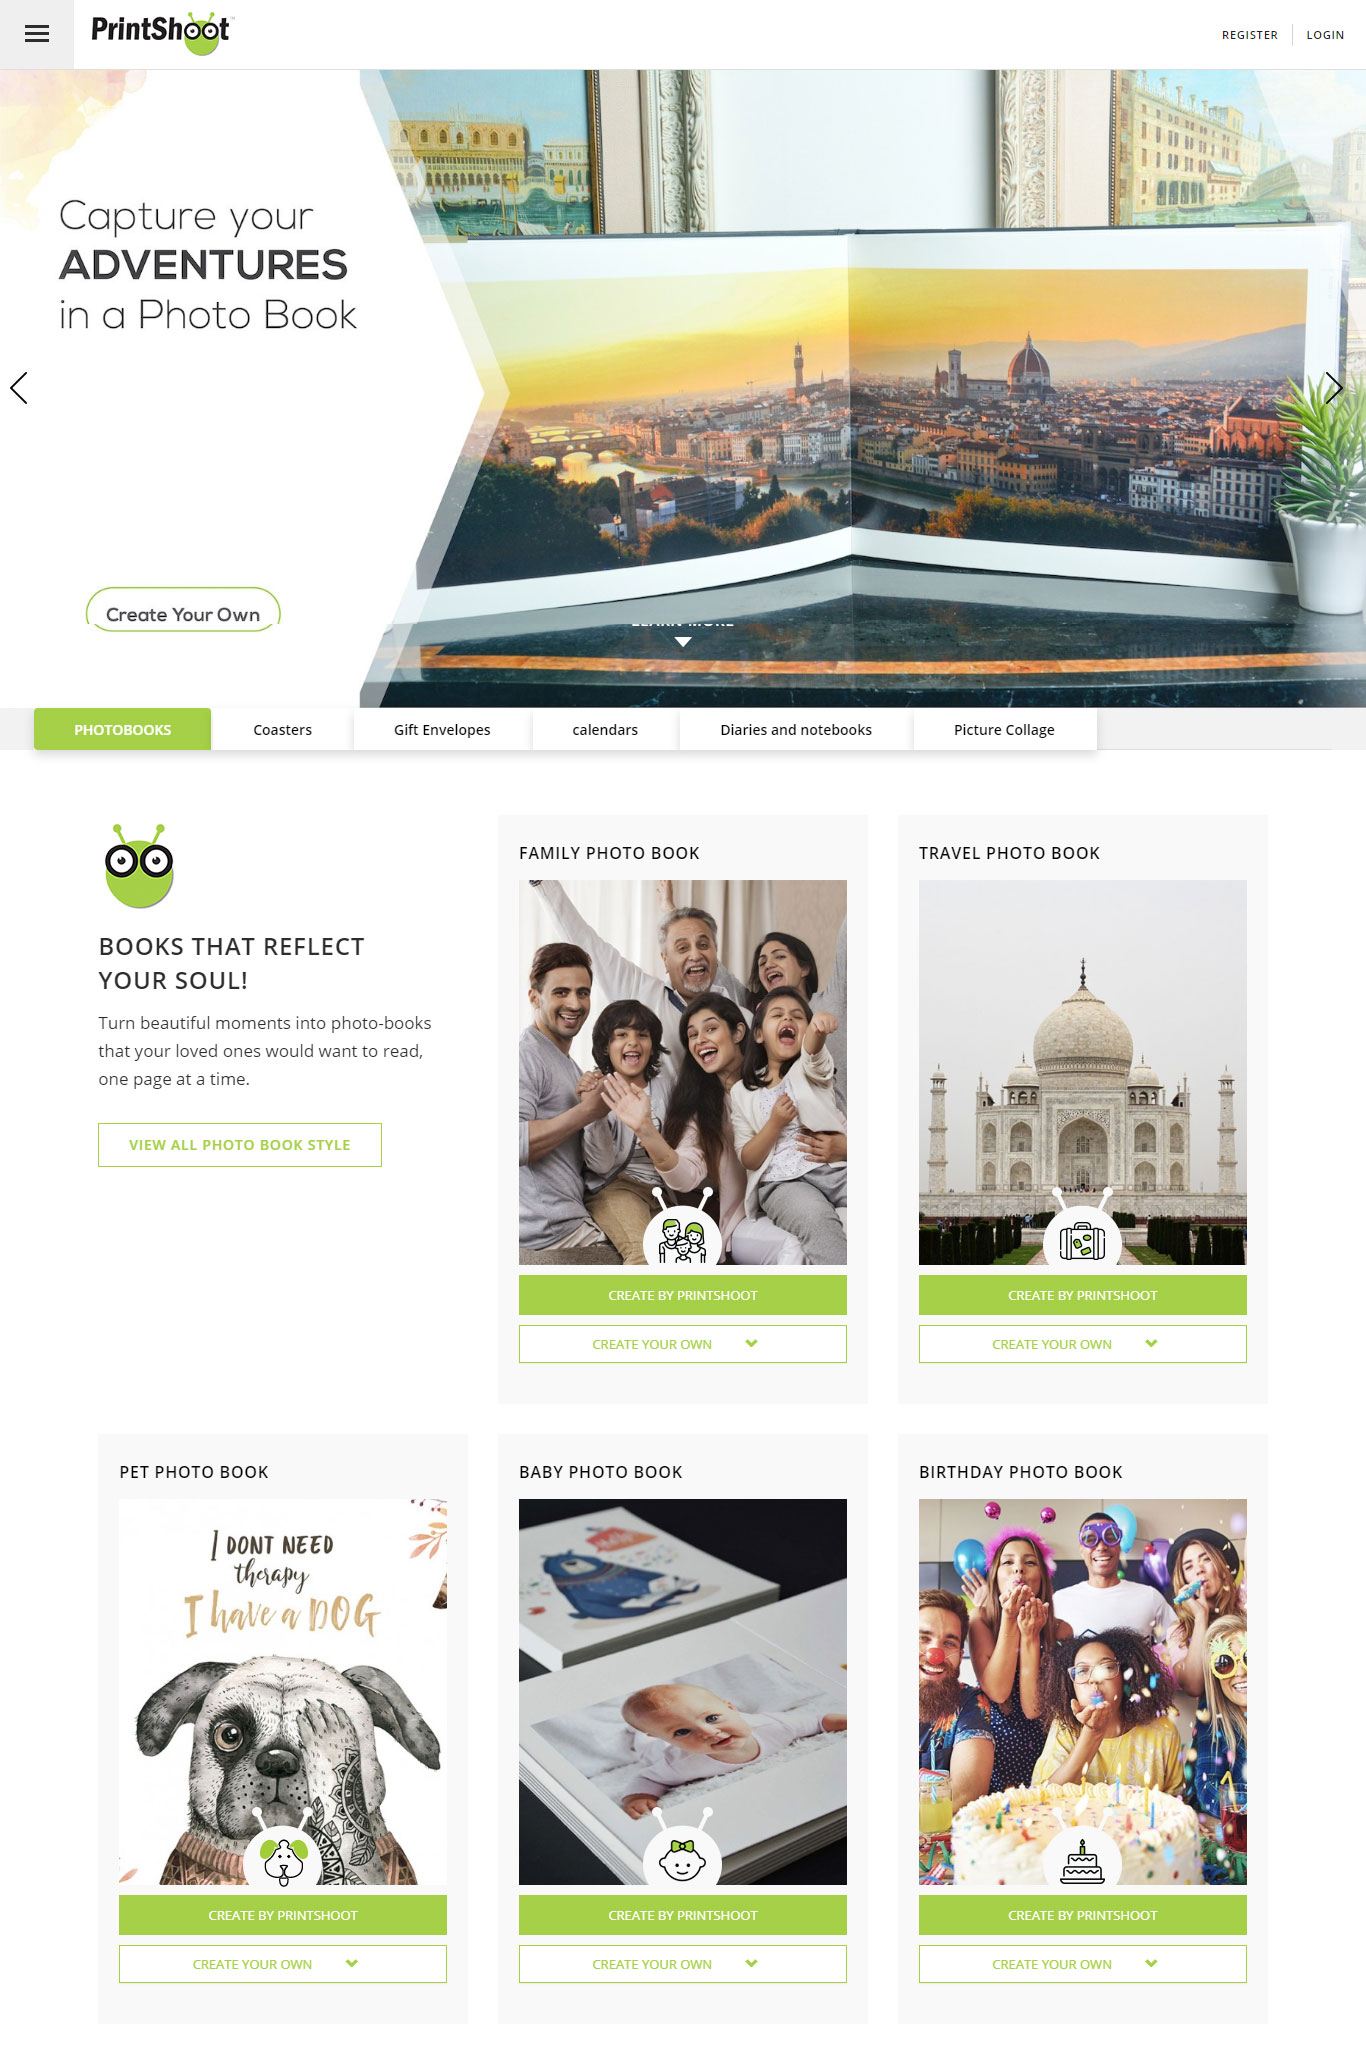 PrintShoot
REGISTER
LOGIN
Capture your
ADVENTURES
in a Photo Book
Create Your Own
LEARN MORE
PHOTOBOOKS
Coasters
Gift Envelopes
calendars
Diaries and notebooks
Picture Collage
BOOKS THAT REFLECT
YOUR SOUL!
Turn beautiful moments into photo-books
that your loved ones would want to read,
one page at a time.
VIEW ALL PHOTO BOOK STYLE
FAMILY PHOTO BOOK
CREATE BY PRINTSHOOT
CREATE YOUR OWN
TRAVEL PHOTO BOOK
CREATE BY PRINTSHOOT
CREATE YOUR OWN
PET PHOTO BOOK
I DONT NEED
therapy
I have a DOG
CREATE BY PRINTSHOOT
CREATE YOUR OWN
BABY PHOTO BOOK
CREATE BY PRINTSHOOT
CREATE YOUR OWN
BIRTHDAY PHOTO BOOK
CREATE BY PRINTSHOOT
CREATE YOUR OWN